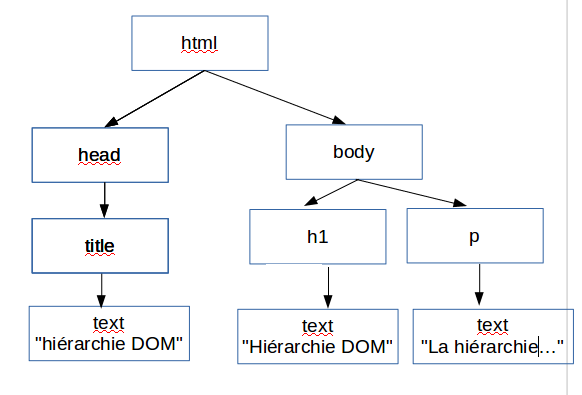 html
head
body
title
h1
p
text
"hiérarchie DOM"
text
"Hiérarchie DOM"
text
"La hiérarchie…"